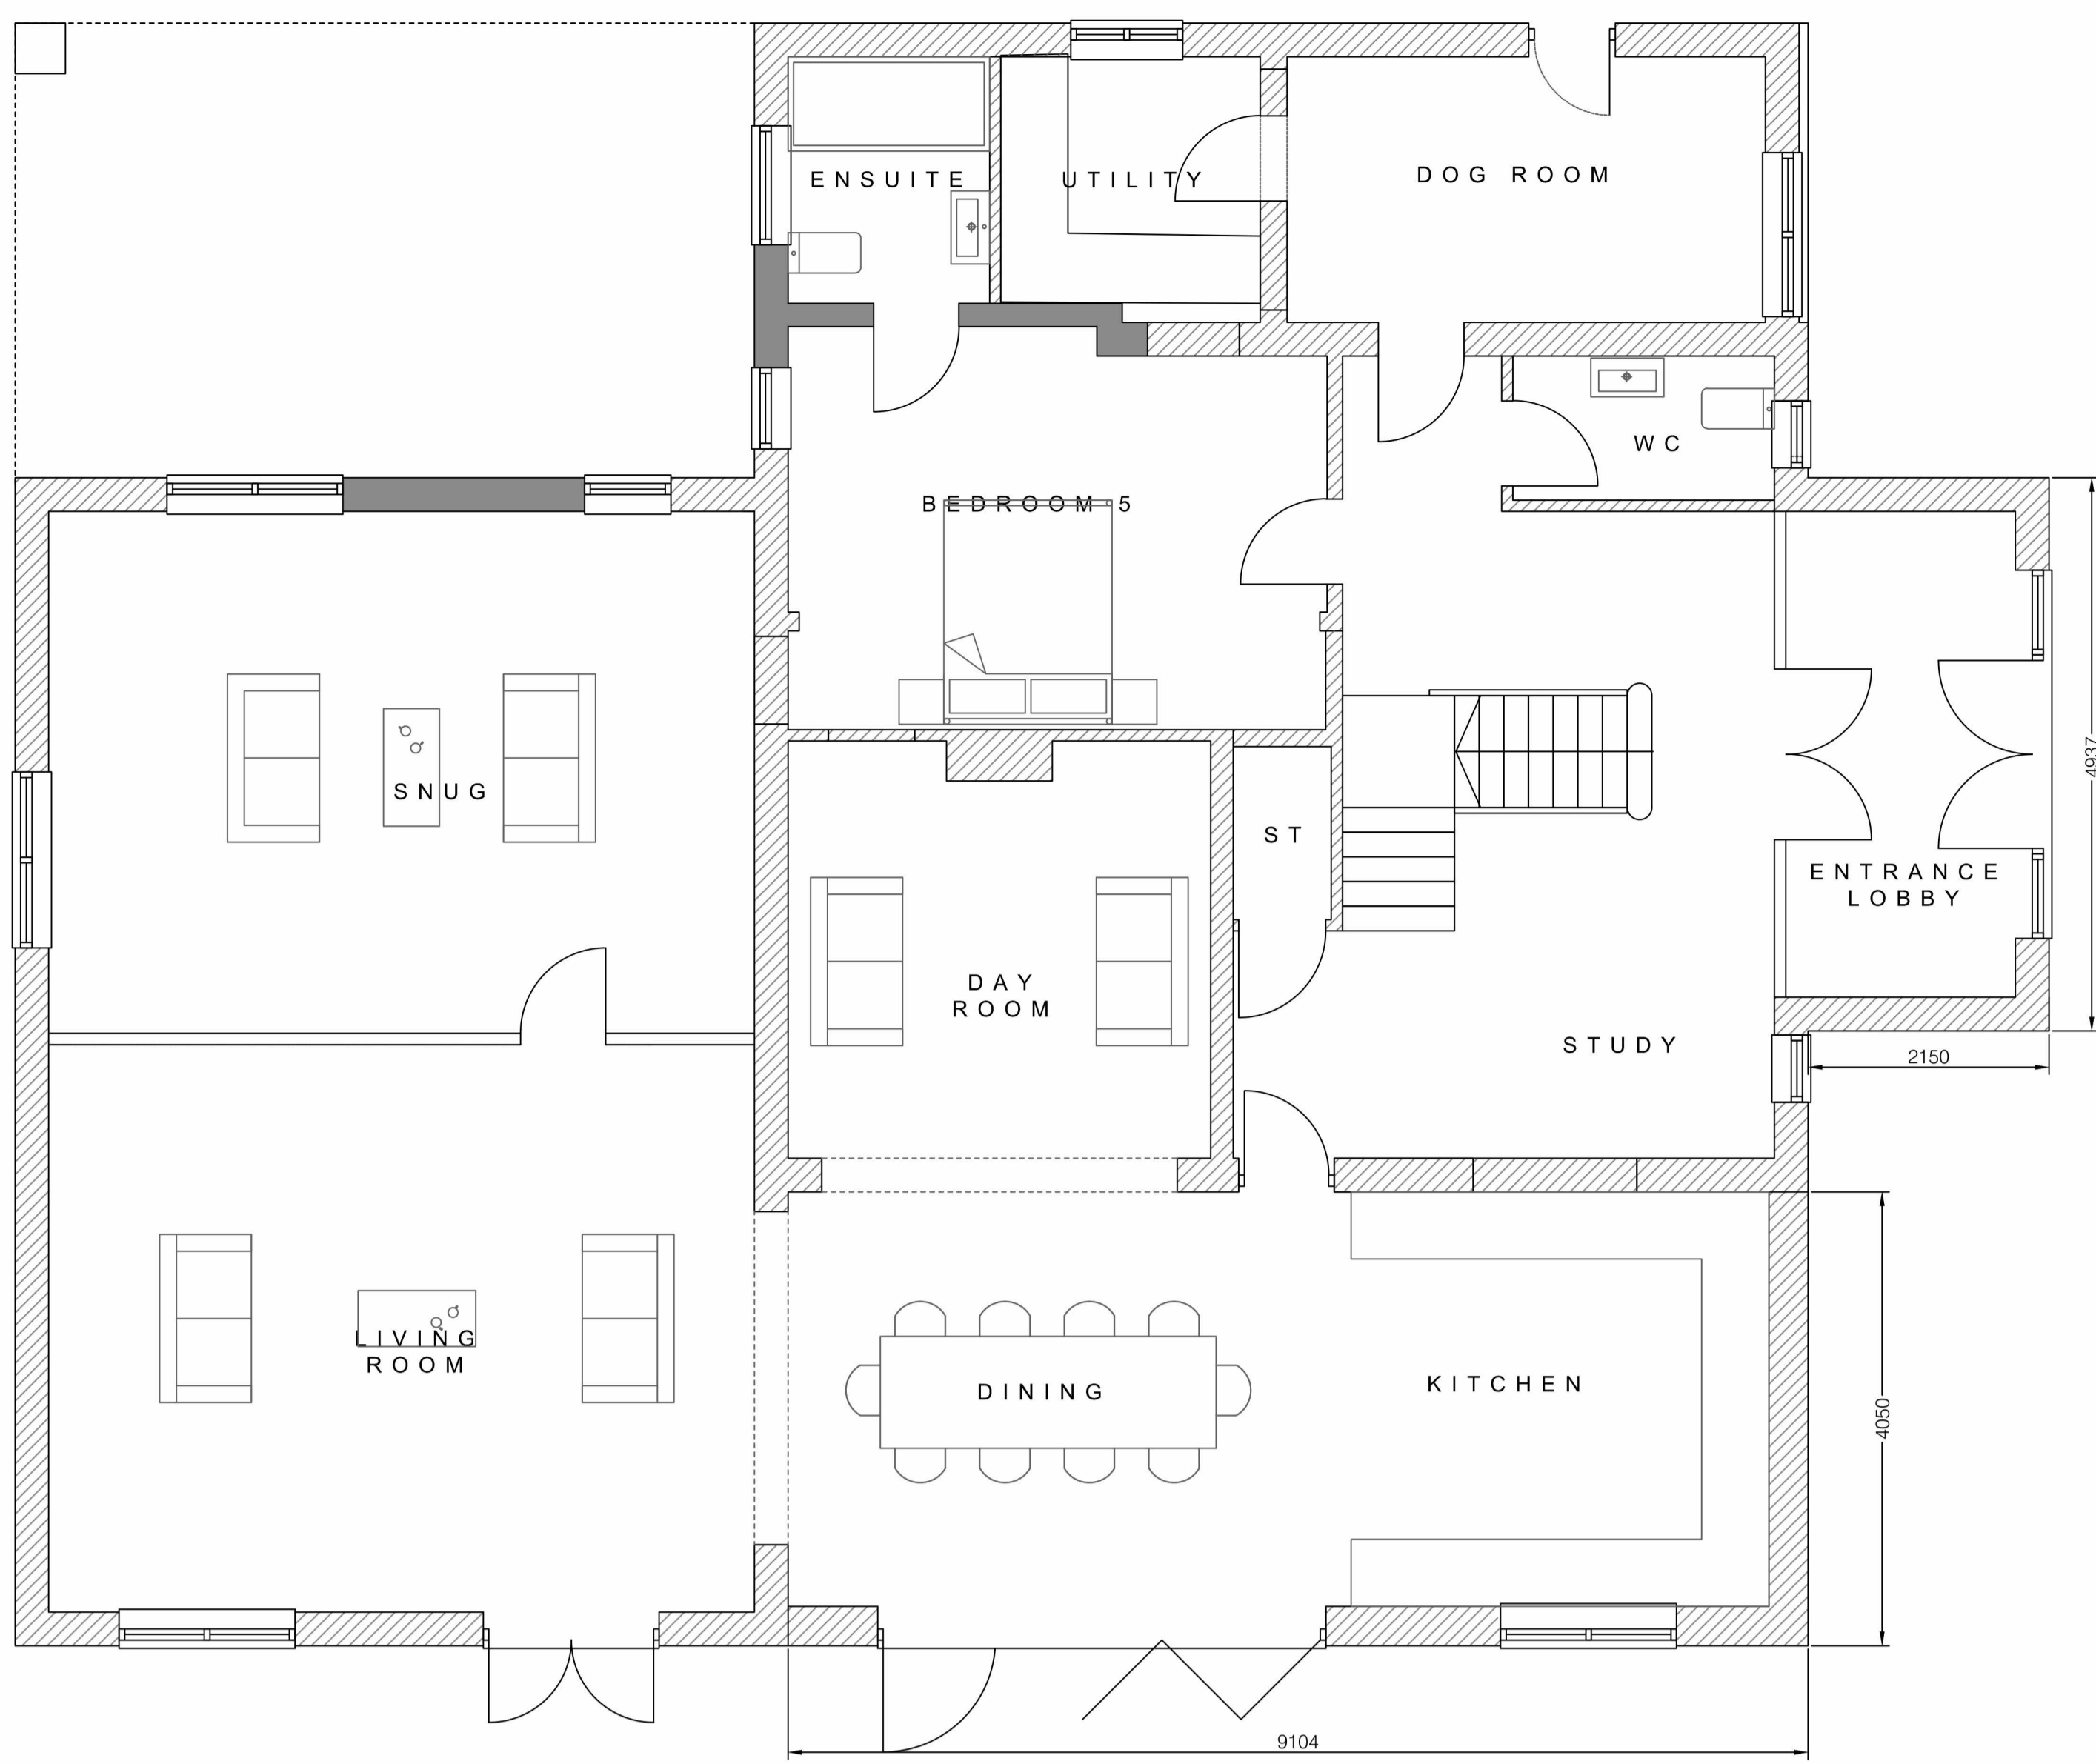 ENSUITE
UTILITY
DOG ROOM
WC
BEDROOM 5
SNUG
ST
ENTRANCE
LOBBY
4937
DAY
ROOM
STUDY
2150
LIVING
ROOM
DINING
KITCHEN
4050
9104